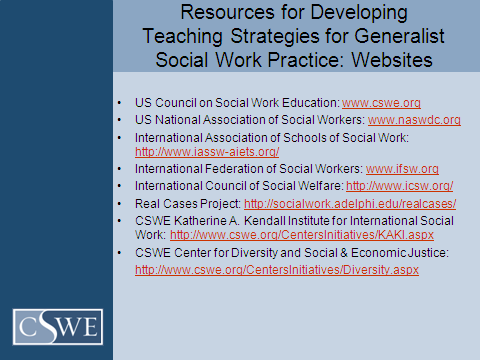 Resources for Developing
Teaching Strategies for Generalist
Social Work Practice: Websites
• US Council on Social Work Education: www.cswe.org
• US National Association of Social Workers: www.naswdc.org
• International Association of Schools of Social Work:
http://www.iassw-aiets.org/
• International Federation of Social Workers: www.ifsw.org
• International Council of Social Welfare: http://www.icsw.org/
• Real Cases Project: http://socialwork.adelphi.edu/realcases/
• CSWE Katherine A. Kendall Institute for International Social
Work: http://www.cswe.org/CentersInitiatives/KAKI.aspx
• CSWE Center for Diversity and Social & Economic Justice:
http://www.cswe.org/CentersInitiatives/Diversity.aspx
CSWE